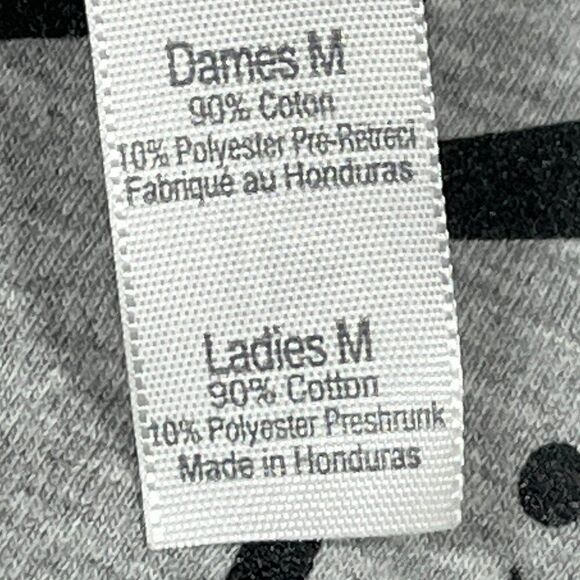 Dames M
90% Coton
10% Polyester Pré-Rétréci
Fabriqué au Honduras
Ladies M
90% Cotton
10% Polyester Preshrunk
Made in Honduras